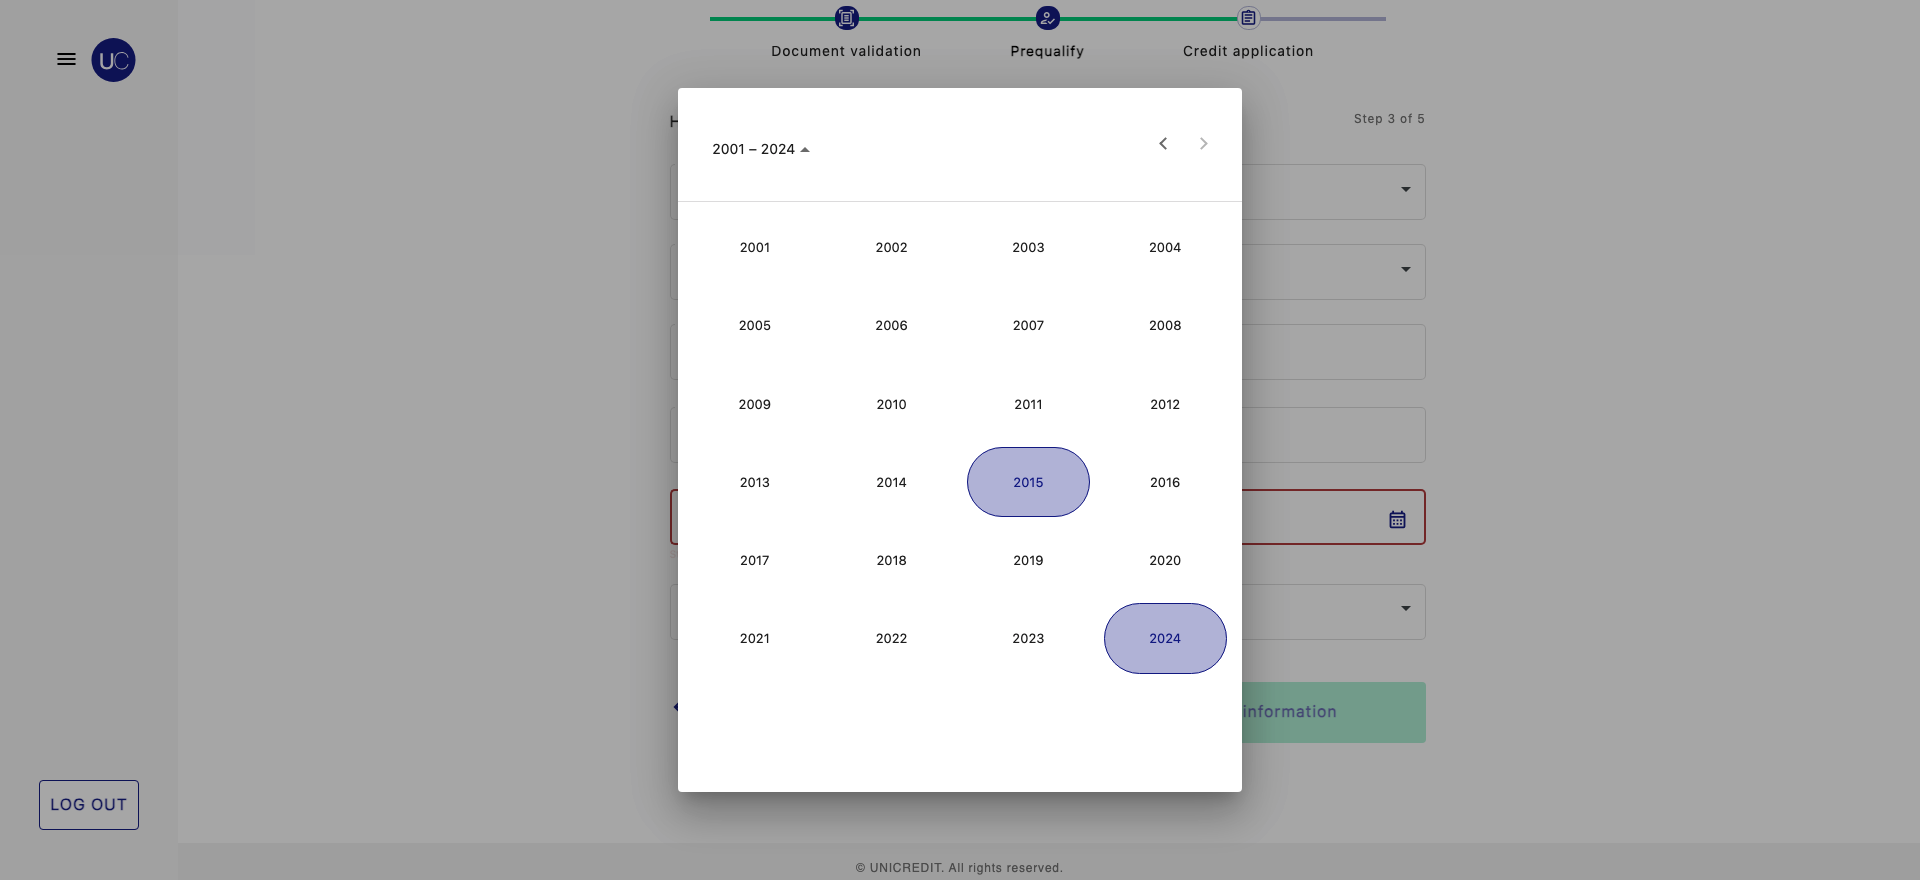 UC
Document validation
Prequalify
Credit application
Step 3 of 5
2001 – 2024
2001 2002 2003 2004
2005 2006 2007 2008
2009 2010 2011 2012
2013 2014 2015 2016
2017 2018 2019 2020
2021 2022 2023 2024
information
LOG OUT
© UNICREDIT. All rights reserved.